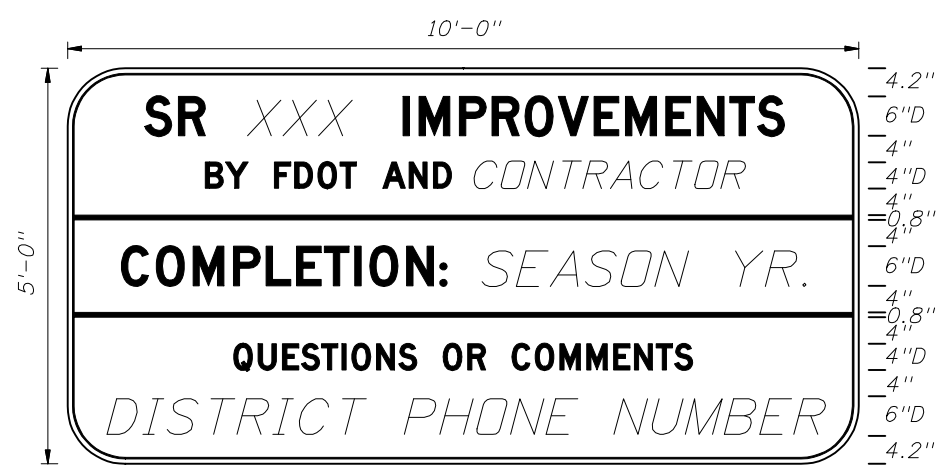 10'-0"
5'-0"
SR XXX IMPROVEMENTS
BY FDOT AND CONTRACTOR
COMPLETION: SEASON YR.
QUESTIONS OR COMMENTS
DISTRICT PHONE NUMBER
4.2"
6"D
4"
4"D
4"
0.8"
4"
6"D
4"
0.8"
4"
4"D
4"
6"D
4.2"